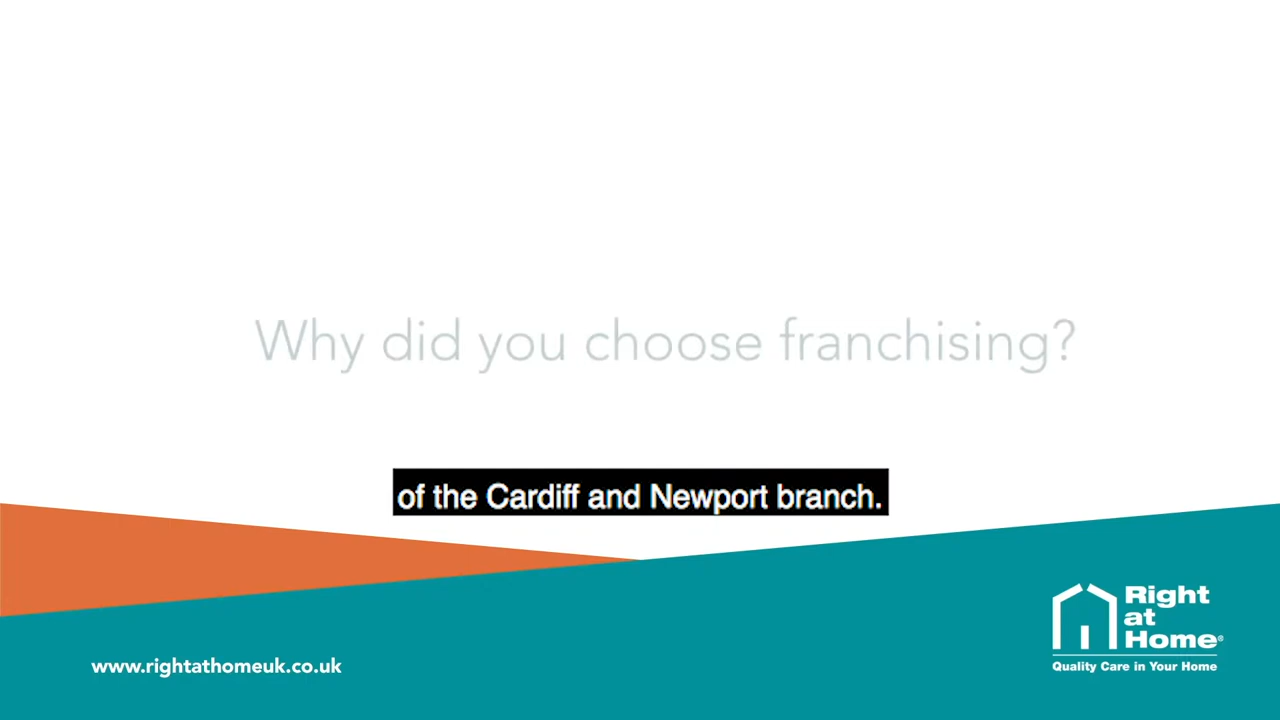 Why did you choose franchising?
of the Cardiff and Newport branch.
www.rightathomeuk.co.uk
Right
at
Home®
Quality Care in Your Home